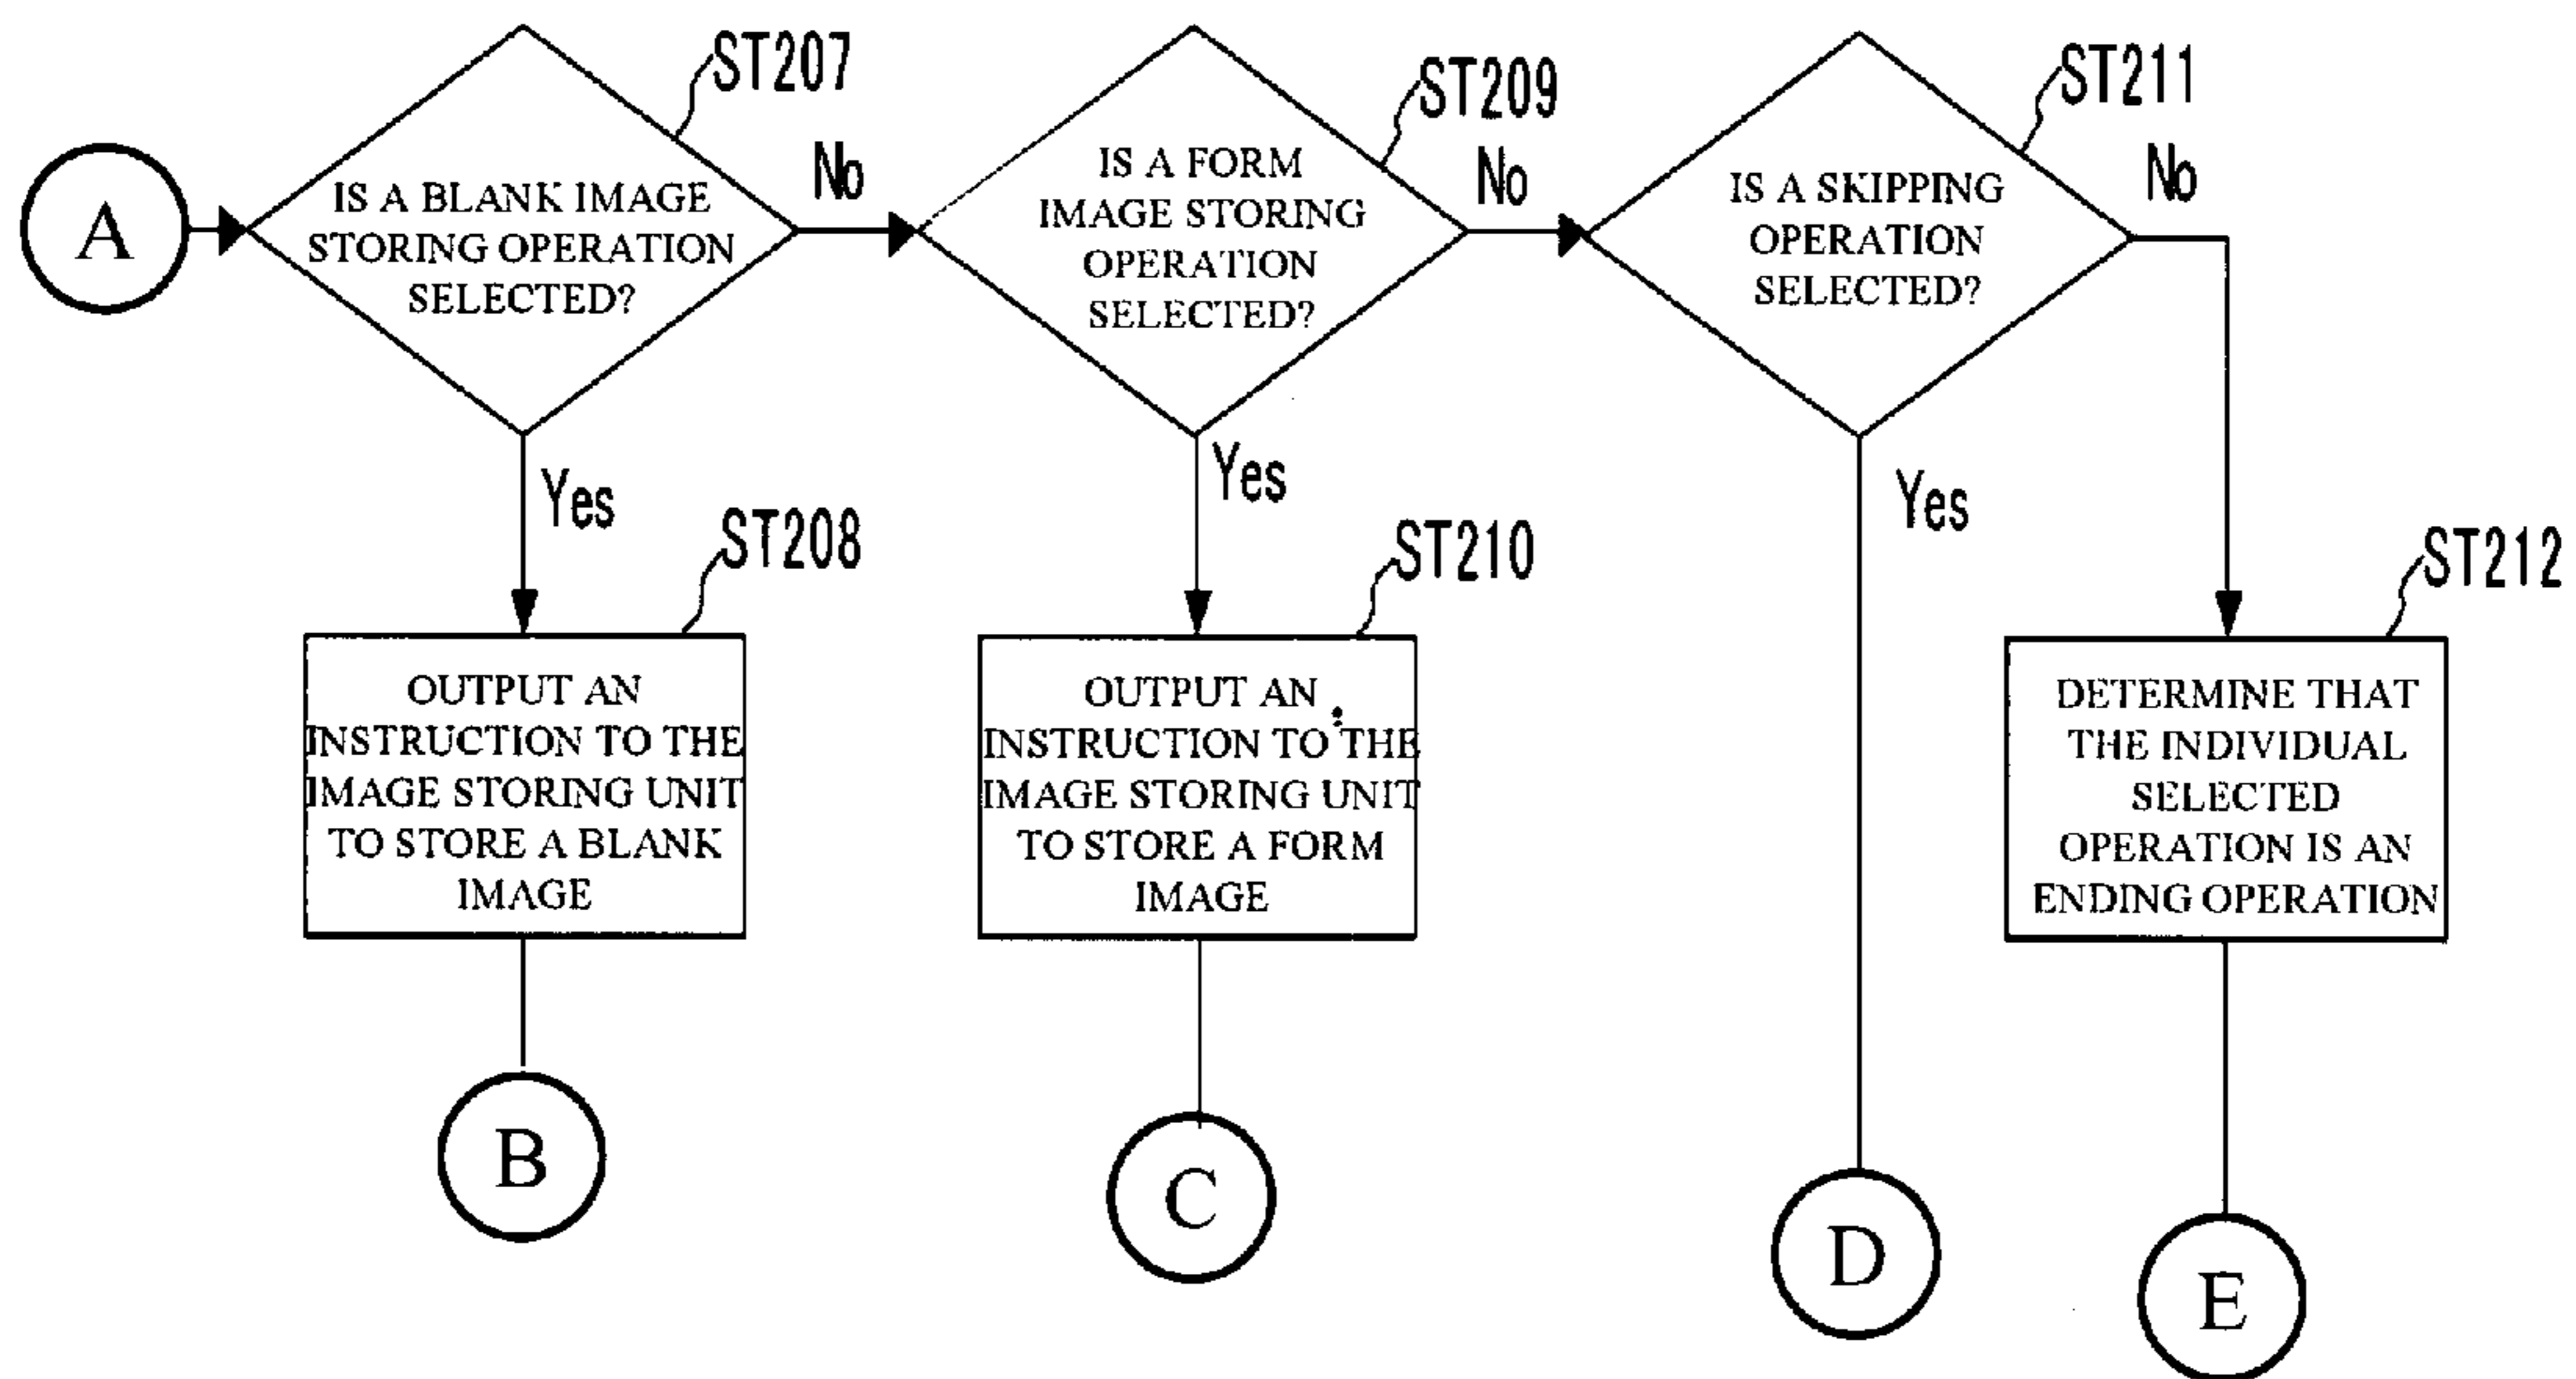 A
ST207
IS A BLANK IMAGE
STORING OPERATION
SELECTED?
No
Yes
ST208
OUTPUT AN
INSTRUCTION TO THE
IMAGE STORING UNIT
TO STORE A BLANK
IMAGE
B
ST209
IS A FORM
IMAGE STORING
OPERATION
SELECTED?
No
Yes
ST210
OUTPUT AN
INSTRUCTION TO THE
IMAGE STORING UNIT
TO STORE A FORM
IMAGE
C
ST211
IS A SKIPPING
OPERATION
SELECTED?
No
Yes
D
ST212
DETERMINE THAT
THE INDIVIDUAL
SELECTED
OPERATION IS AN
ENDING OPERATION
E